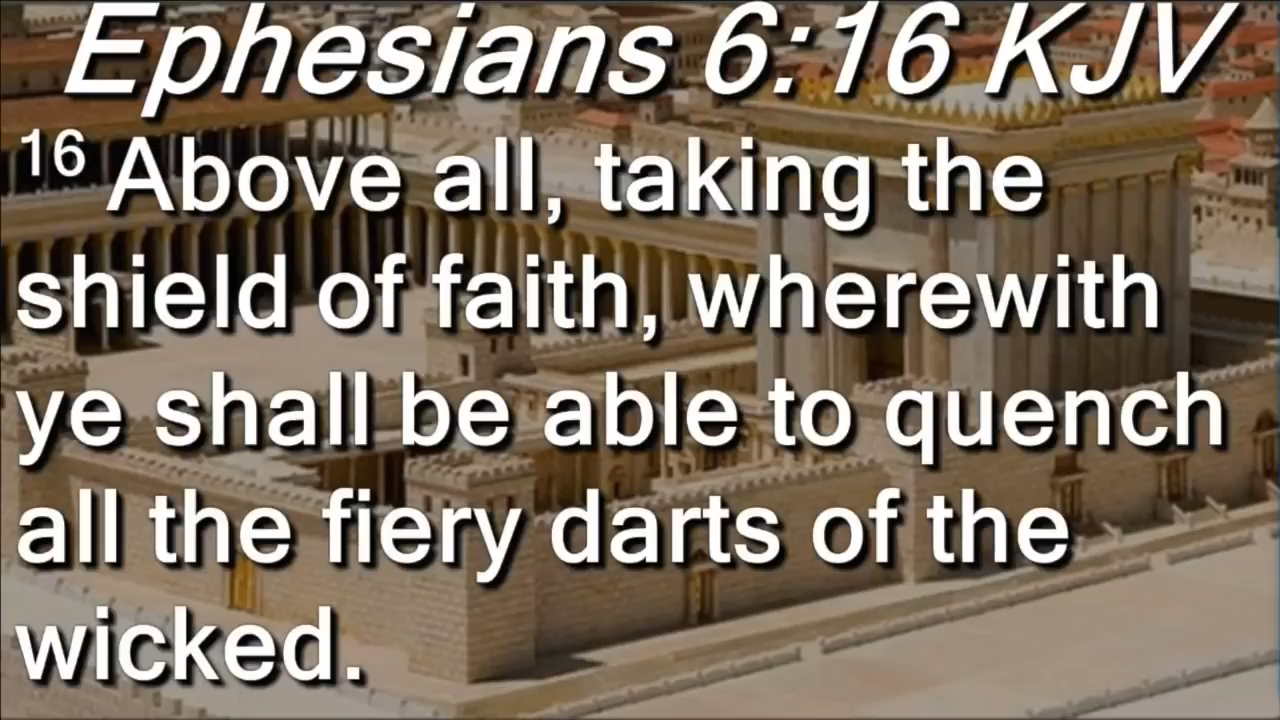 Ephesians 6:16 KJV
16 Above all, taking the
shield of faith, wherewith
ye shall be able to quench
all the fiery darts of the
wicked.